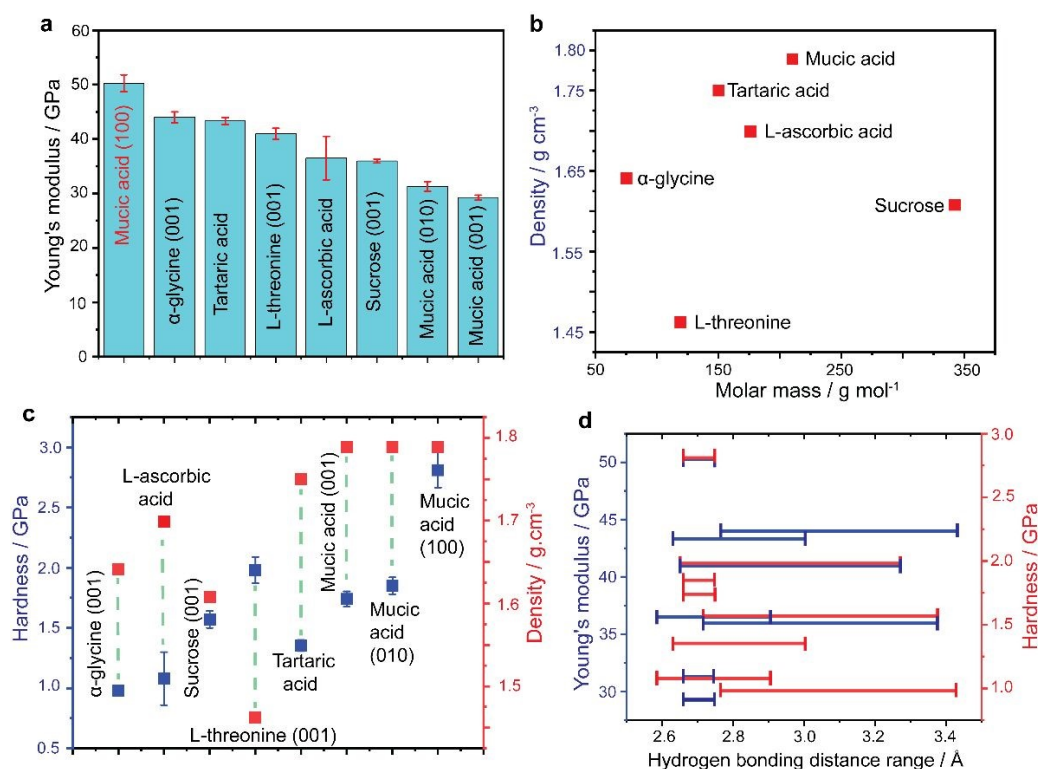 a
60
50
40
30
20
10
0
Young's modulus / GPa
Mucic acid (100)
α-glycine (001)
Tartaric acid
L-threonine (001)
L-ascorbic acid
Sucrose (001)
Mucic acid (010)
Mucic acid (001)
b
1.80
1.75
1.65
1.55
1.45
Density / g cm⁻³
Mucic acid
Tartaric acid
L-ascorbic acid
α-glycine
Sucrose
L-threonine
50
150
250
350
Molar mass / g mol⁻¹
c
3.0
2.5
2.0
1.5
1.0
0.5
Hardness / GPa
α-glycine (001)
L-ascorbic
acid
Sucrose (001)
L-threonine (001)
Tartaric
acid
Mucic acid (001)
Mucic
acid
(010)
Mucic
acid
(100)
1.8
1.7
1.6
1.5
Density / g.cm⁻³
d
50
45
40
35
30
Young's modulus / GPa
3.0
2.5
2.0
1.5
1.0
Hardness / GPa
2.6
2.8
3.0
3.2
3.4
Hydrogen bonding distance range / Å